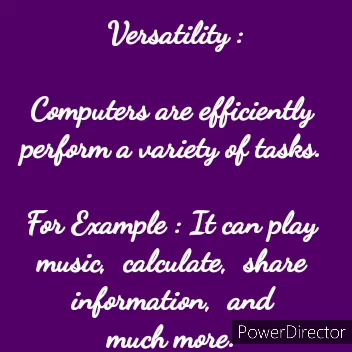 Versatility :
Computers are efficiently
perform a variety of tasks.
For Example : It can play
music, calculate, share
information, and
much more.
PowerDirector